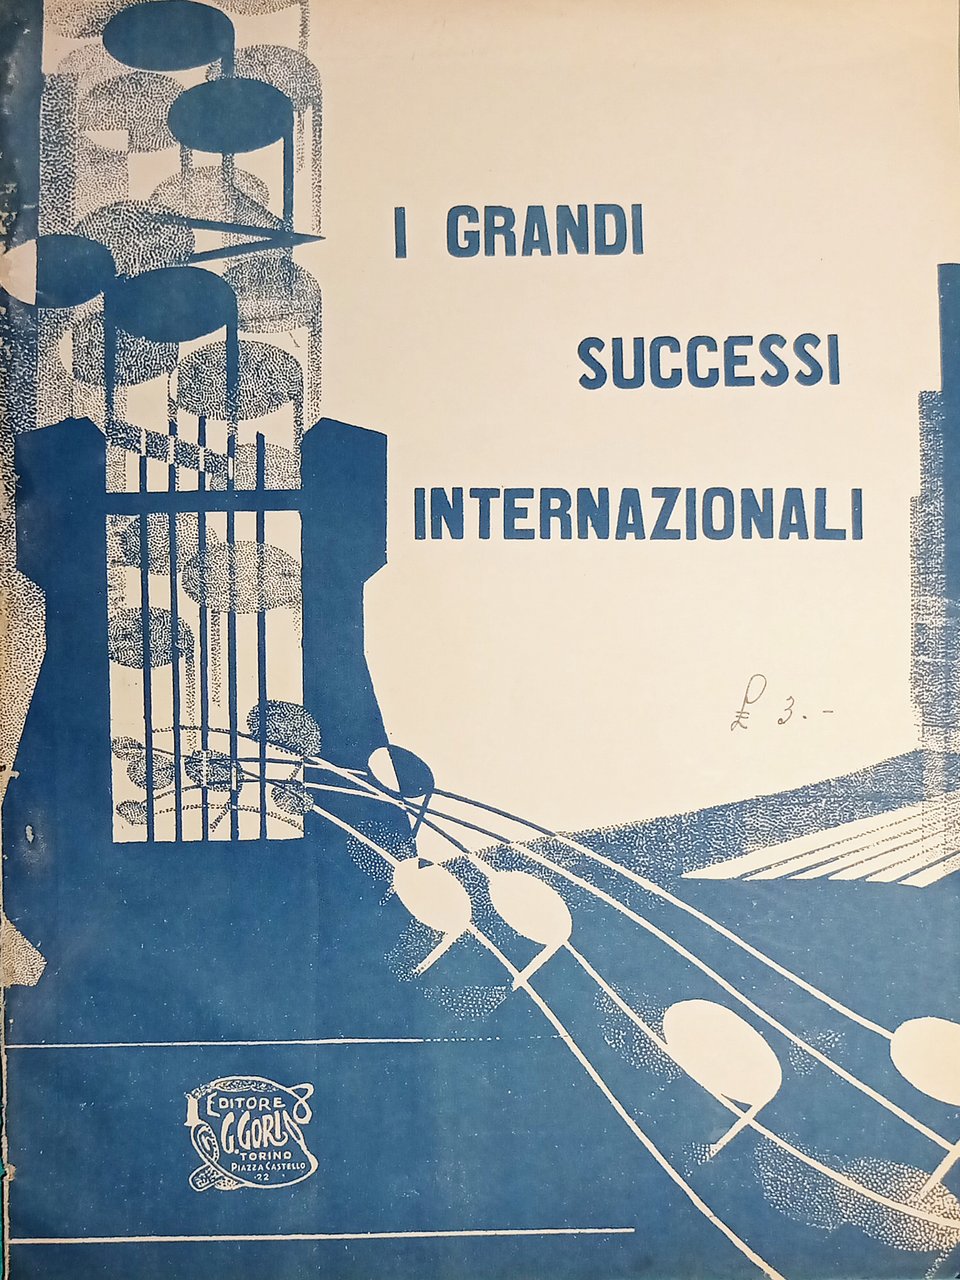 I GRANDI
SUCCESSI
INTERNAZIONALI
₤ 3.-
EDITORE
G. GORI
TORINO
PIAZZA CASTELLO
22